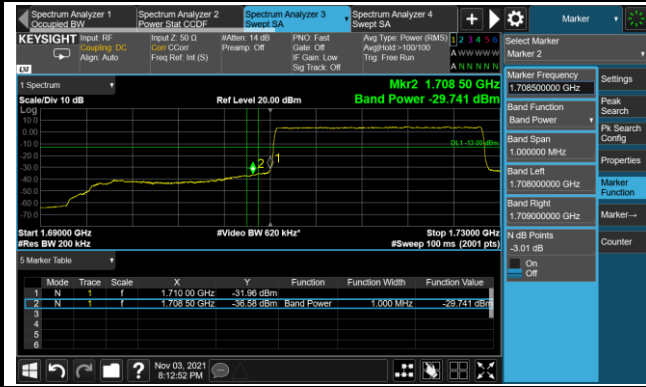 Spectrum Analyzer 1
Occupied BW
Spectrum Analyzer 2
Power Stat CCDF
Spectrum Analyzer 3
Swept SA
Spectrum Analyzer 4
Swept SA
Marker
KEYSIGHT
Input: RF
Coupling: DC
Align: Auto
Input Z: 50 Ω
Corr CCorr
Freq Ref: Int (S)
#Atten: 14 dB
Preamp: Off
PNO: Fast
Gate: Off
IF Gain: Low
Sig Track: Off
Avg Type: Power (RMS)
Avg|Hold:>100/100
Trig: Free Run
1 2 3 4 5 6
A W W W W W
A N N N N N
LXI
1 Spectrum
Scale/Div 10 dB
Log
Ref Level 20.00 dBm
Mkr2 1.708 50 GHz
Band Power -29.741 dBm
10.0
0.00
-10.0
-20.0
-30.0
-40.0
-50.0
-60.0
-70.0
DL1 -13.00 dBm
2
1
Start 1.69000 GHz
#Res BW 200 kHz
#Video BW 620 kHz*
Stop 1.73000 GHz
#Sweep 100 ms (2001 pts)
5 Marker Table
Mode Trace Scale X Y Function Function Width Function Value
1 N 1 f 1.710 00 GHz -31.96 dBm
2 N 1 f 1.708 50 GHz -36.58 dBm Band Power 1.000 MHz -29.741 dBm
3
4
5
6
Select Marker
Marker 2
Marker Frequency
1.708500000 GHz
Band Function
Band Power
Band Span
1.000000 MHz
Band Left
1.708000000 GHz
Band Right
1.709000000 GHz
N dB Points
-3.01 dB
On
Off
Settings
Peak
Search
Pk Search
Config
Properties
Marker
Function
Marker→
Counter
?
Nov 03, 2021
8:12:52 PM